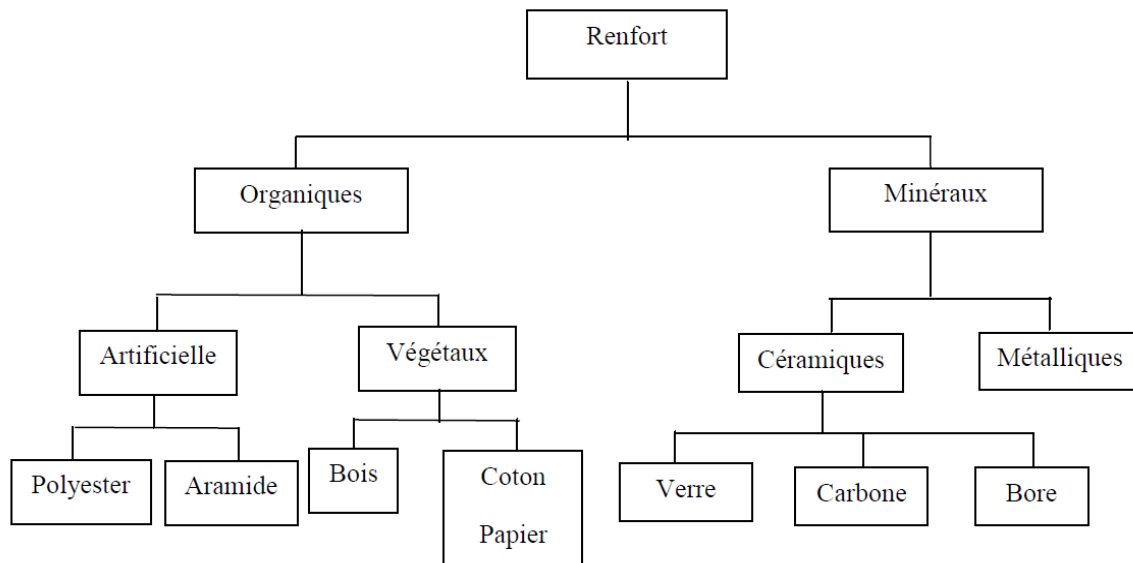 Renfort
Organiques
Minéraux
Artificielle
Végétaux
Céramiques
Métalliques
Polyester
Aramide
Bois
Coton
Papier
Verre
Carbone
Bore